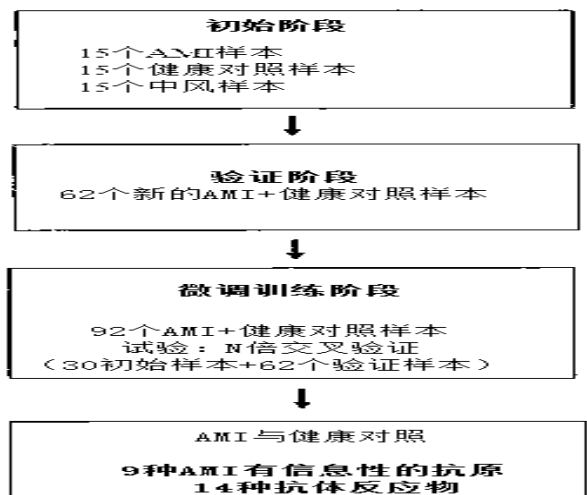 初始阶段
15个AMI样本
15个健康对照样本
15个中风样本
验证阶段
62个新的AMI+健康对照样本
微调训练阶段
92个AMI+健康对照样本
试验：N倍交叉验证
（30初始样本+62个验证样本）
AMI与健康对照
9种AMI有信息性的抗原
14种抗体反应物